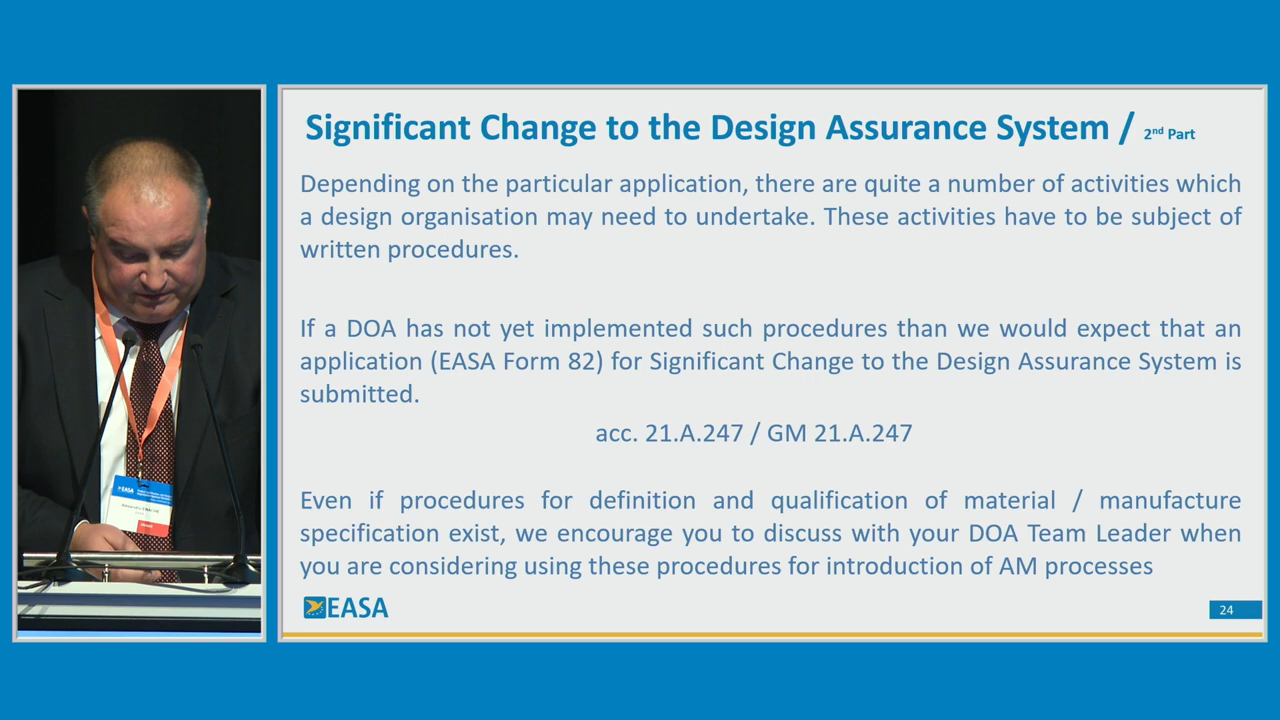 Significant Change to the Design Assurance System / 2nd Part
Depending on the particular application, there are quite a number of activities which
a design organisation may need to undertake. These activities have to be subject of
written procedures.
If a DOA has not yet implemented such procedures than we would expect that an
application (EASA Form 82) for Significant Change to the Design Assurance System is
submitted.
acc. 21.A.247 / GM 21.A.247
Even if procedures for definition and qualification of material / manufacture
specification exist, we encourage you to discuss with your DOA Team Leader when
you are considering using these procedures for introduction of AM processes
EASA
24
EASA